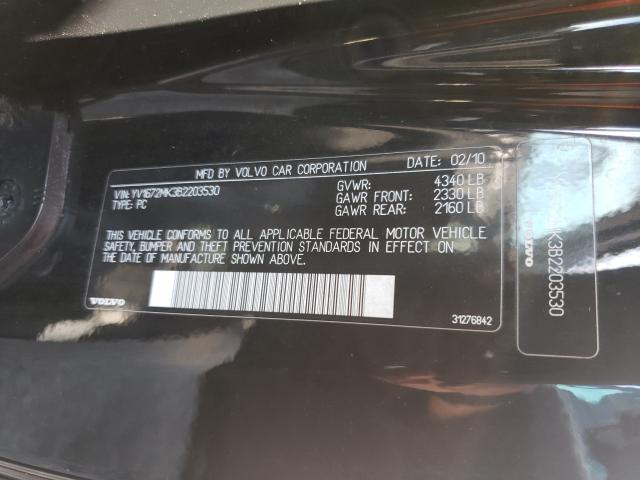 MFD BY VOLVO CAR CORPORATION 02/10
VIN: YV1672MK3B2203530
TYPE: PC
GVWR: 4340 LB
GAWR FRONT: 2330 LB
GAWR REAR: 2160 LB
THIS VEHICLE CONFORMS TO ALL APPLICABLE FEDERAL MOTOR VEHICLE
SAFETY, BUMPER AND THEFT PREVENTION STANDARDS IN EFFECT ON
THE DATE OF MANUFACTURE SHOWN ABOVE.
VOLVO
31276842
VOLVO